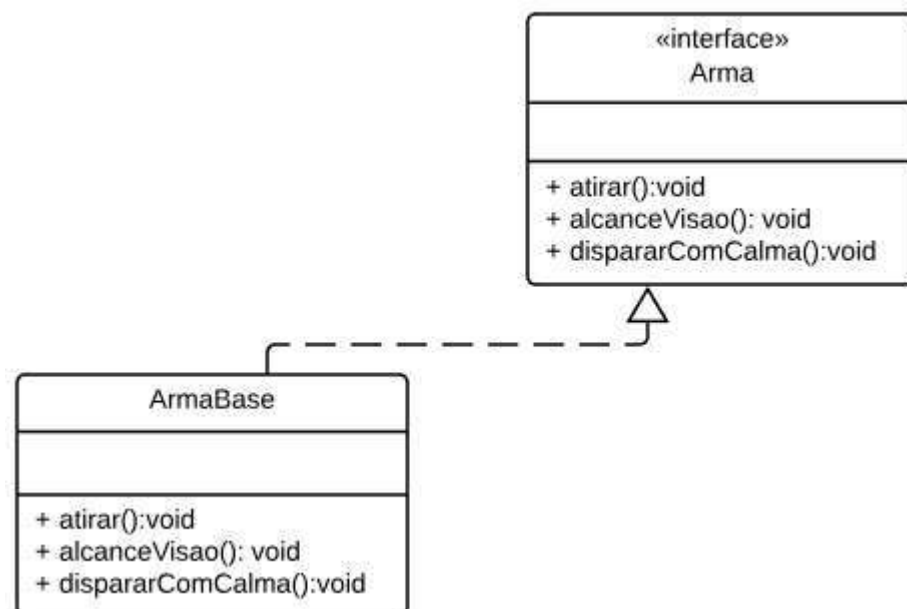 «interface»
Arma
+ atirar():void
+ alcanceVisao(): void
+ dispararComCalma():void
ArmaBase
+ atirar():void
+ alcanceVisao(): void
+ dispararComCalma():void